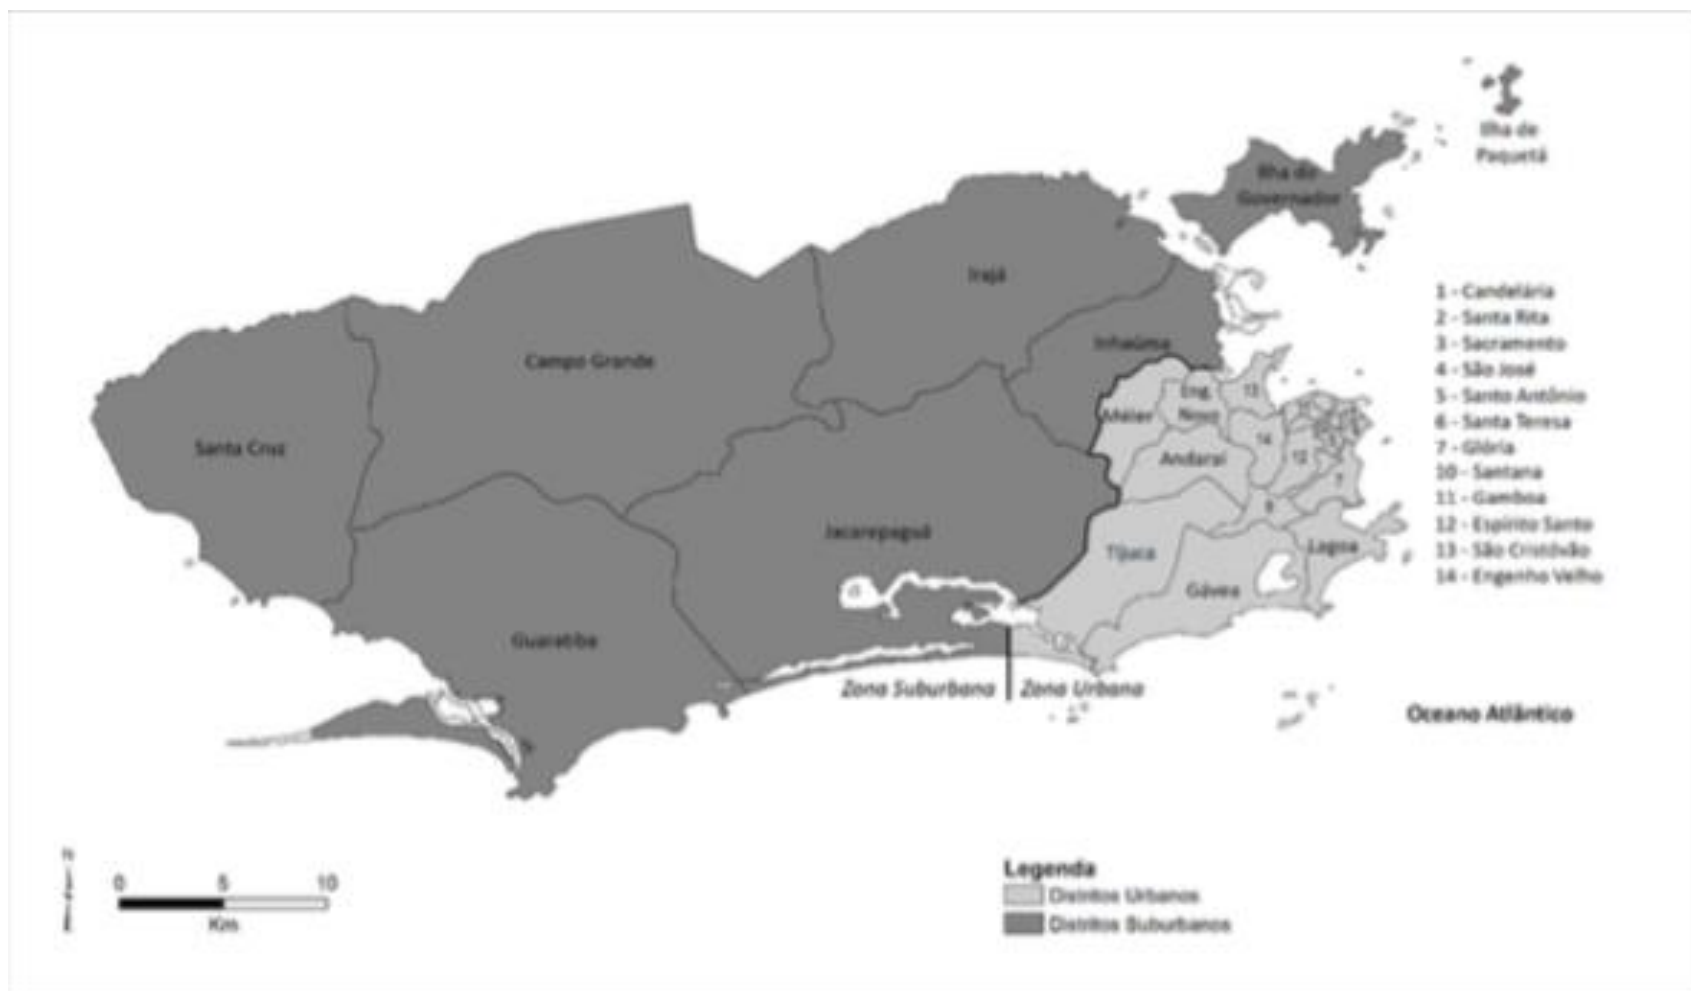 Ilha de
Paquetá
Ilha do
Governador
Irajá
Inhaúma
Campo Grande
Santa Cruz
Méier
Eng.
Novo
13
14
12
Andaraí
7
Jacarepaguá
Tijuca
Lagoa
Gávea
Guaratiba
Zona Suburbana
Zona Urbana
Oceano Atlântico
1 - Candelária
2 - Santa Rita
3 - Sacramento
4 - São José
5 - Santo Antônio
6 - Santa Teresa
7 - Glória
10 - Santana
11 - Gamboa
12 - Espírito Santo
13 - São Cristóvão
14 - Engenho Velho
0 5 10
Km
Legenda
Distritos Urbanos
Distritos Suburbanos